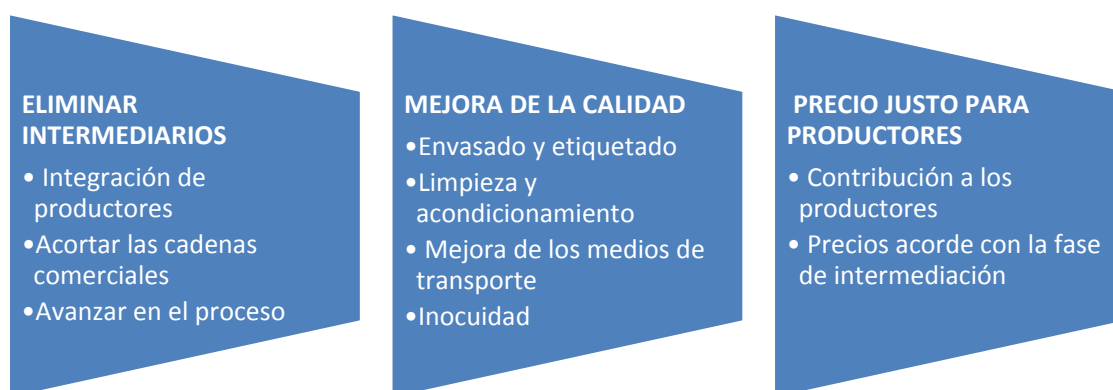 ELIMINAR
INTERMEDIARIOS
• Integración de
productores
•Acortar las cadenas
comerciales
•Avanzar en el proceso
MEJORA DE LA CALIDAD
•Envasado y etiquetado
•Limpieza y
acondicionamiento
• Mejora de los medios de
transporte
•Inocuidad
PRECIO JUSTO PARA
PRODUCTORES
• Contribución a los
productores
• Precios acorde con la fase
de intermediación